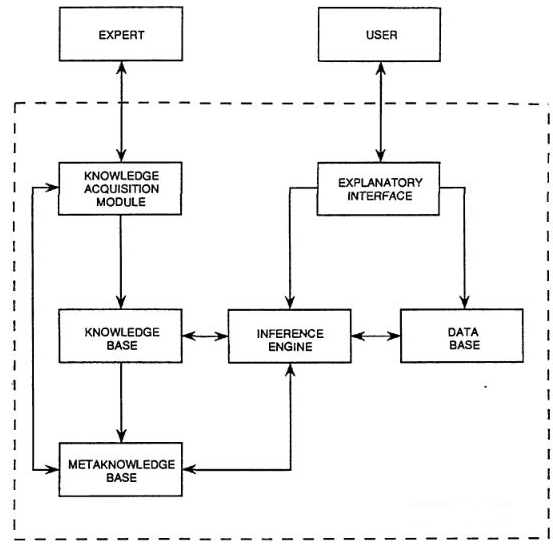 EXPERT
USER
KNOWLEDGE
ACQUISITION
MODULE
EXPLANATORY
INTERFACE
KNOWLEDGE
BASE
INFERENCE
ENGINE
DATA
BASE
METAKNOWLEDGE
BASE